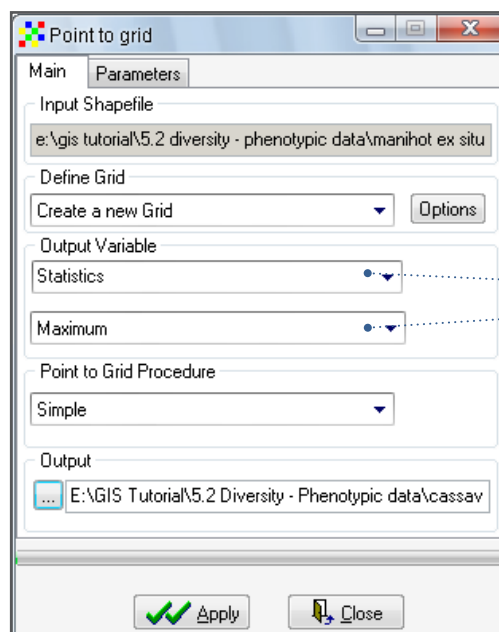 Point to grid
Main Parameters
Input Shapefile
e:\gis tutorial\5.2 diversity - phenotypic data\manihot ex situ
Define Grid
Create a new Grid Options
Output Variable
Statistics
Maximum
Point to Grid Procedure
Simple
Output
... E:\GIS Tutorial\5.2 Diversity - Phenotypic data\cassav
Apply Close